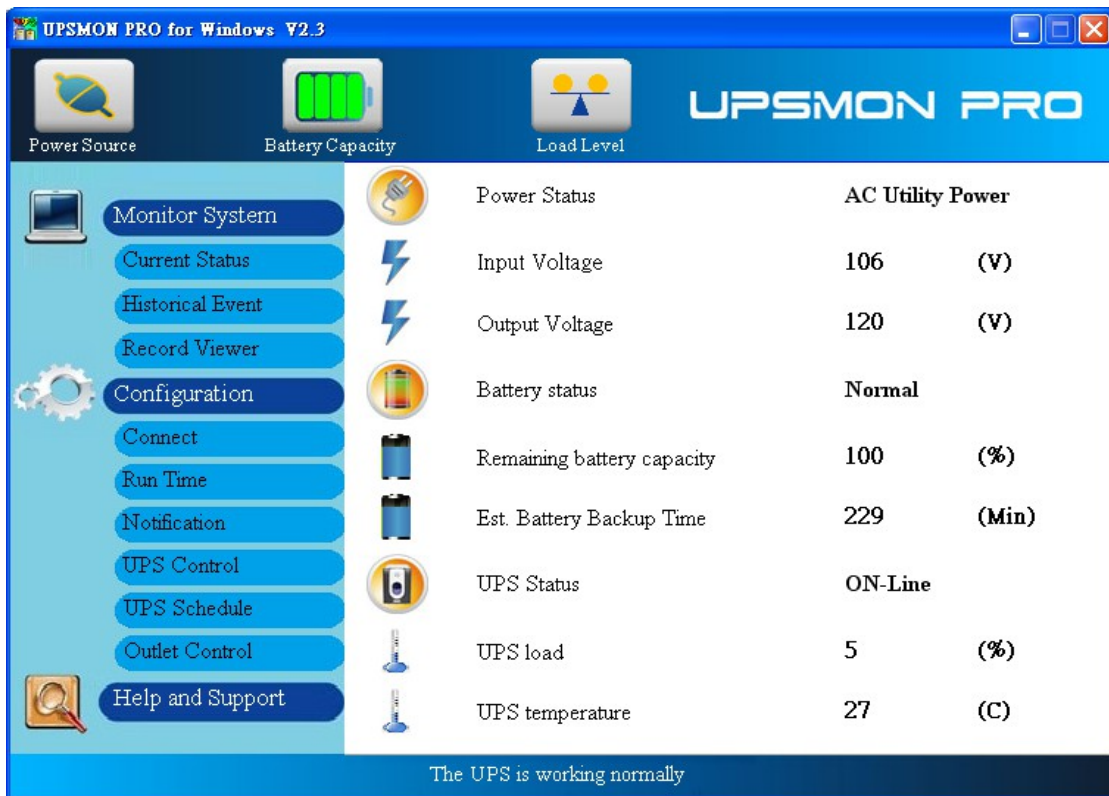 UPSMON PRO for Windows V2.3
UPSMON PRO
Power Source
Battery Capacity
Load Level
Monitor System
Current Status
Historical Event
Record Viewer
Configuration
Connect
Run Time
Notification
UPS Control
UPS Schedule
Outlet Control
Help and Support
Power Status AC Utility Power
Input Voltage 106 (V)
Output Voltage 120 (V)
Battery status Normal
Remaining battery capacity 100 (%)
Est. Battery Backup Time 229 (Min)
UPS Status ON-Line
UPS load 5 (%)
UPS temperature 27 (C)
The UPS is working normally